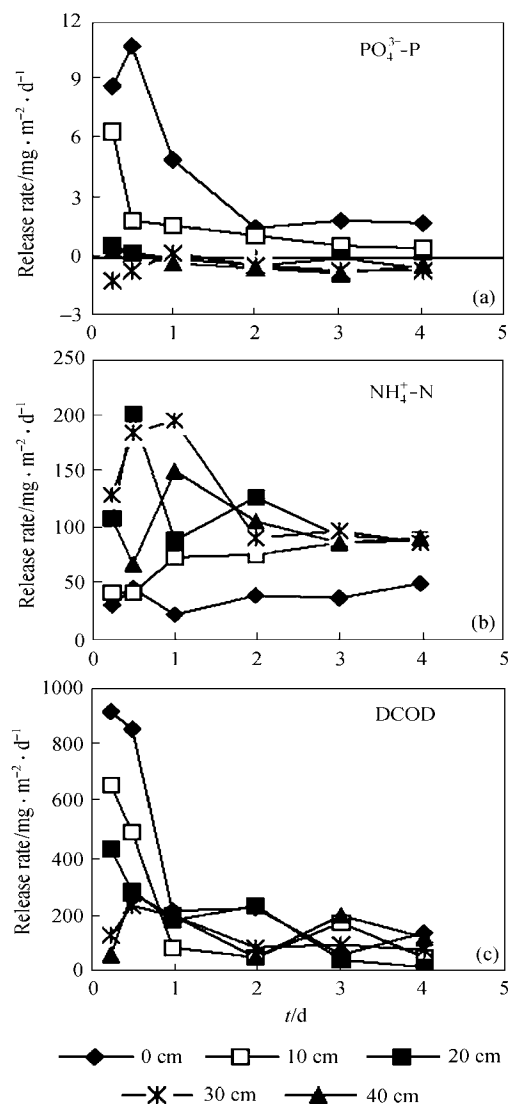 12
9
6
3
0
−3
Release rate/mg · m⁻² · d⁻¹
PO₄³⁻-P
(a)
0 1 2 3 4 5
250
200
150
100
50
0
Release rate/mg · m⁻² · d⁻¹
NH₄⁺-N
(b)
0 1 2 3 4 5
1000
800
600
400
200
0
Release rate/mg · m⁻² · d⁻¹
DCOD
(c)
0 1 2 3 4 5
t/d
0 cm 10 cm 20 cm
30 cm 40 cm